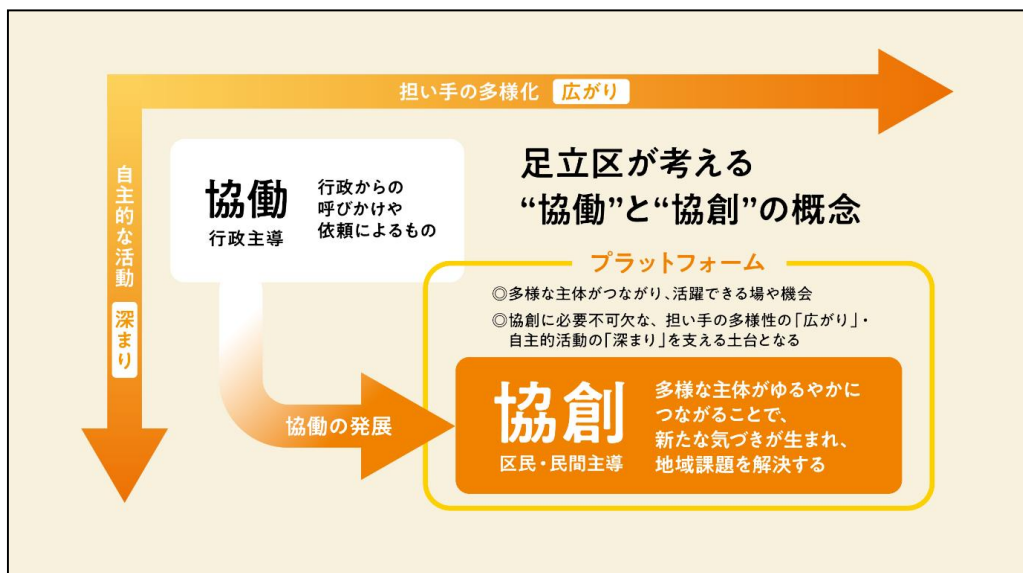 担い手の多様化 広がり
自主的な活動 深まり
足立区が考える
“協働”と“協創”の概念
協働
行政主導
行政からの
呼びかけや
依頼によるもの
プラットフォーム
◎多様な主体がつながり、活躍できる場や機会
◎協創に必要不可欠な、担い手の多様性の「広がり」・
自主的活動の「深まり」を支える土台となる
協働の発展
協創
区民・民間主導
多様な主体がゆるやかに
つながることで、
新たな気づきが生まれ、
地域課題を解決する